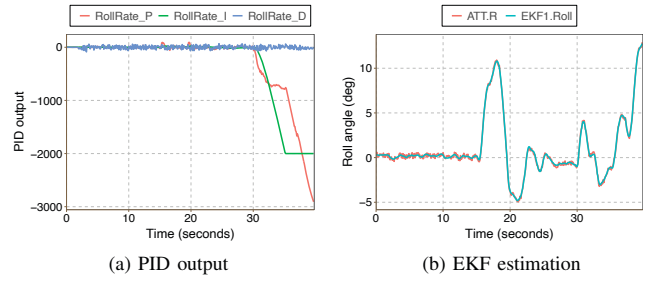 RollRate_P RollRate_I RollRate_D
ATT.R EKF1.Roll
PID output
0
−1000
−2000
−3000
0 10 20 30
Time (seconds)
Roll angle (deg)
10
5
0
−5
0 10 20 30
Time (seconds)
(a) PID output
(b) EKF estimation